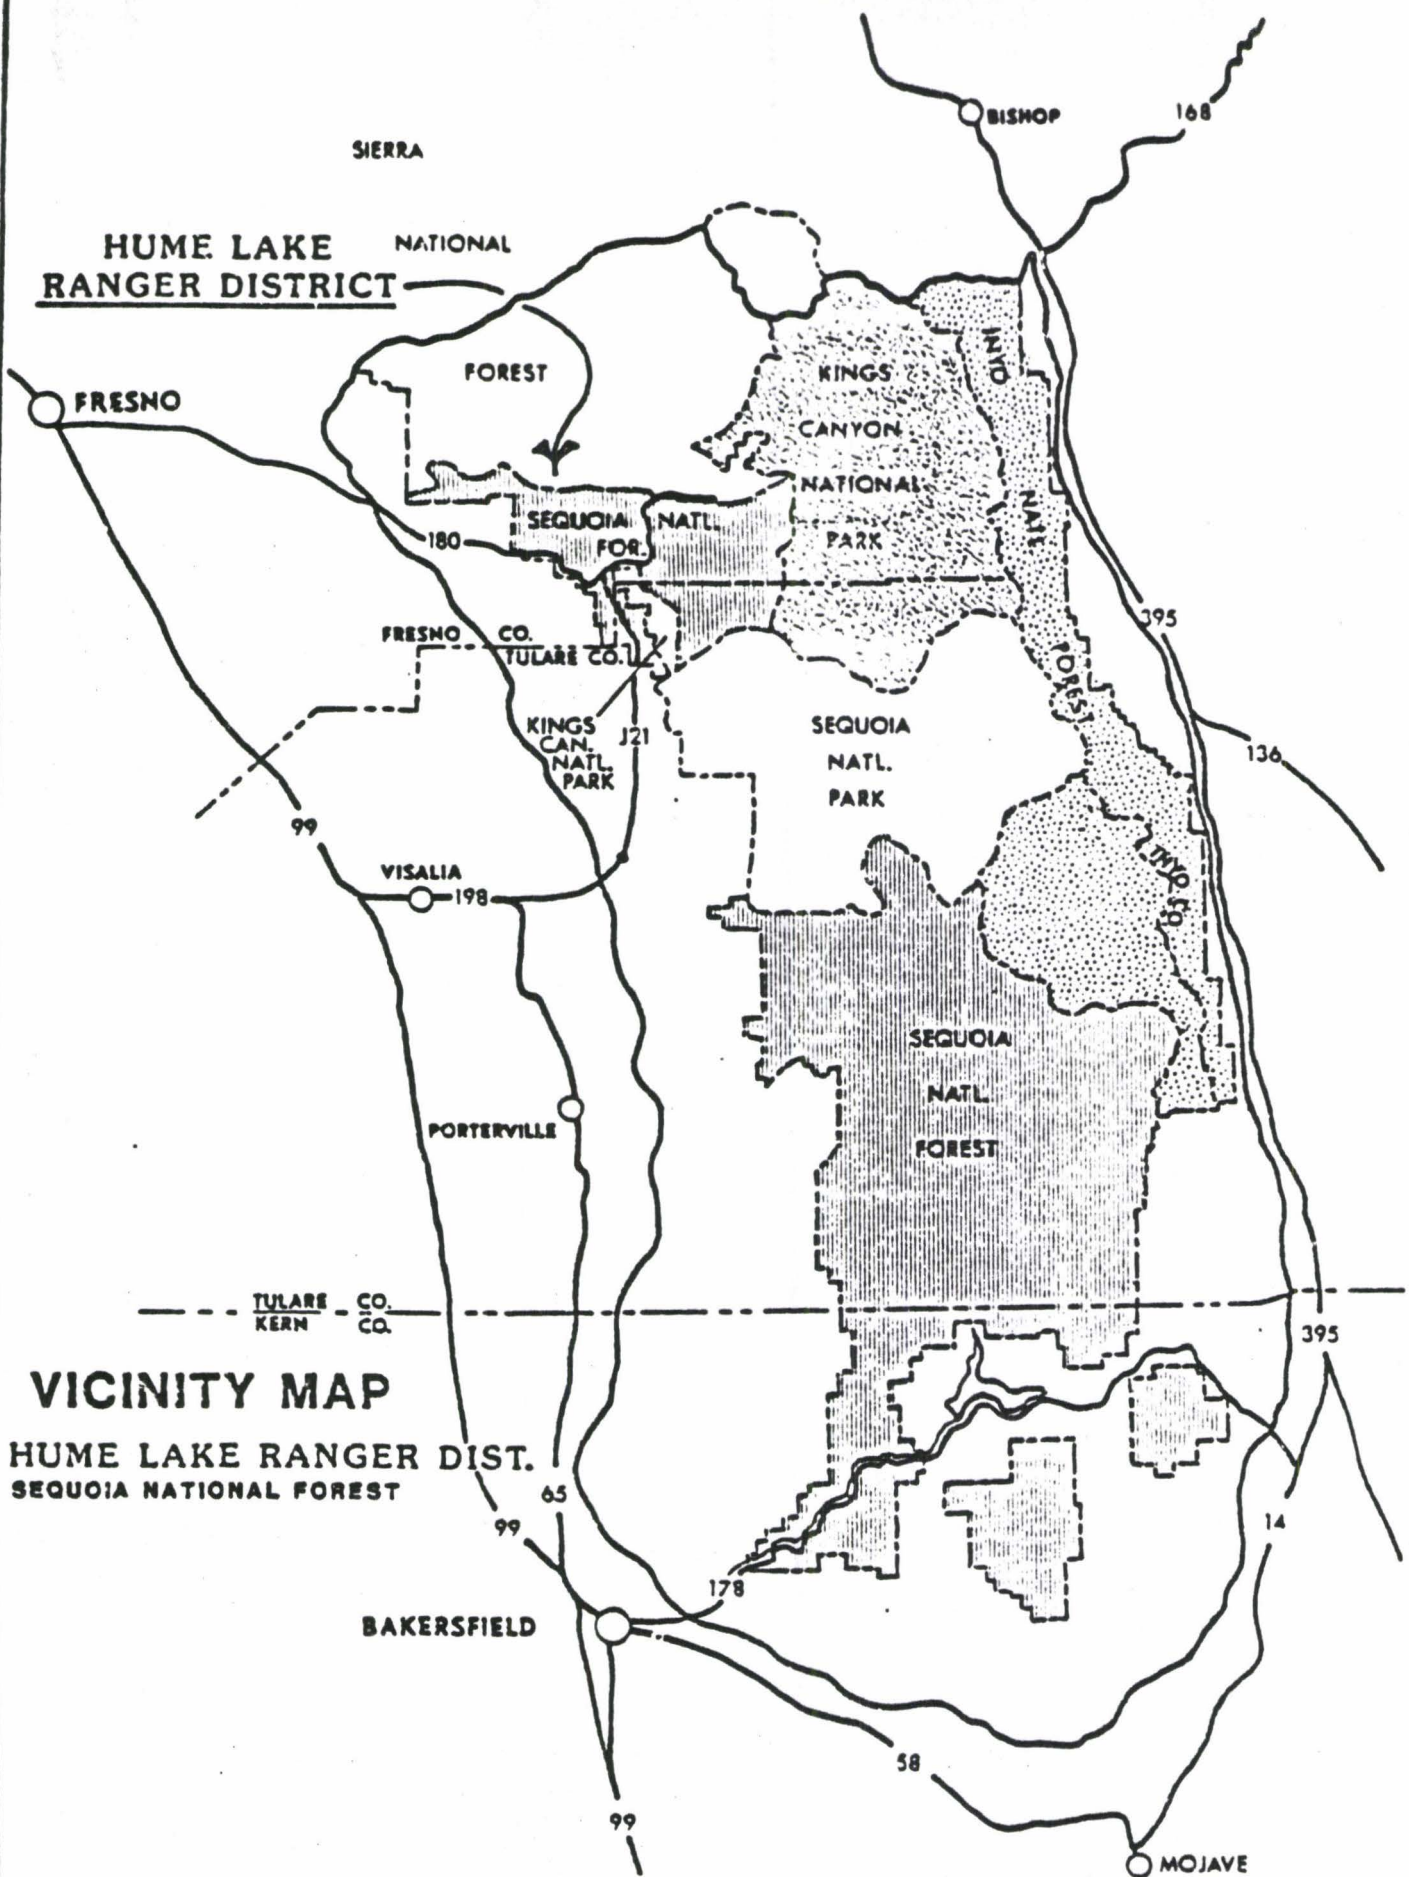 BISHOP
168
SIERRA
HUME LAKE
RANGER DISTRICT
NATIONAL
FOREST
FRESNO
KINGS
CANYON
NATIONAL
PARK
INYO
NATL
FOREST
SEQUOIA NATL.
FOR.
180
395
FRESNO CO.
TULARE CO.
KINGS
CAN.
NATL.
PARK
J21
SEQUOIA
NATL.
PARK
136
99
VISALIA
198
INYO CO.
SEQUOIA
NATL.
FOREST
PORTERVILLE
TULARE CO.
KERN CO.
395
VICINITY MAP
HUME LAKE RANGER DIST.
SEQUOIA NATIONAL FOREST
65
99
14
178
BAKERSFIELD
58
99
MOJAVE